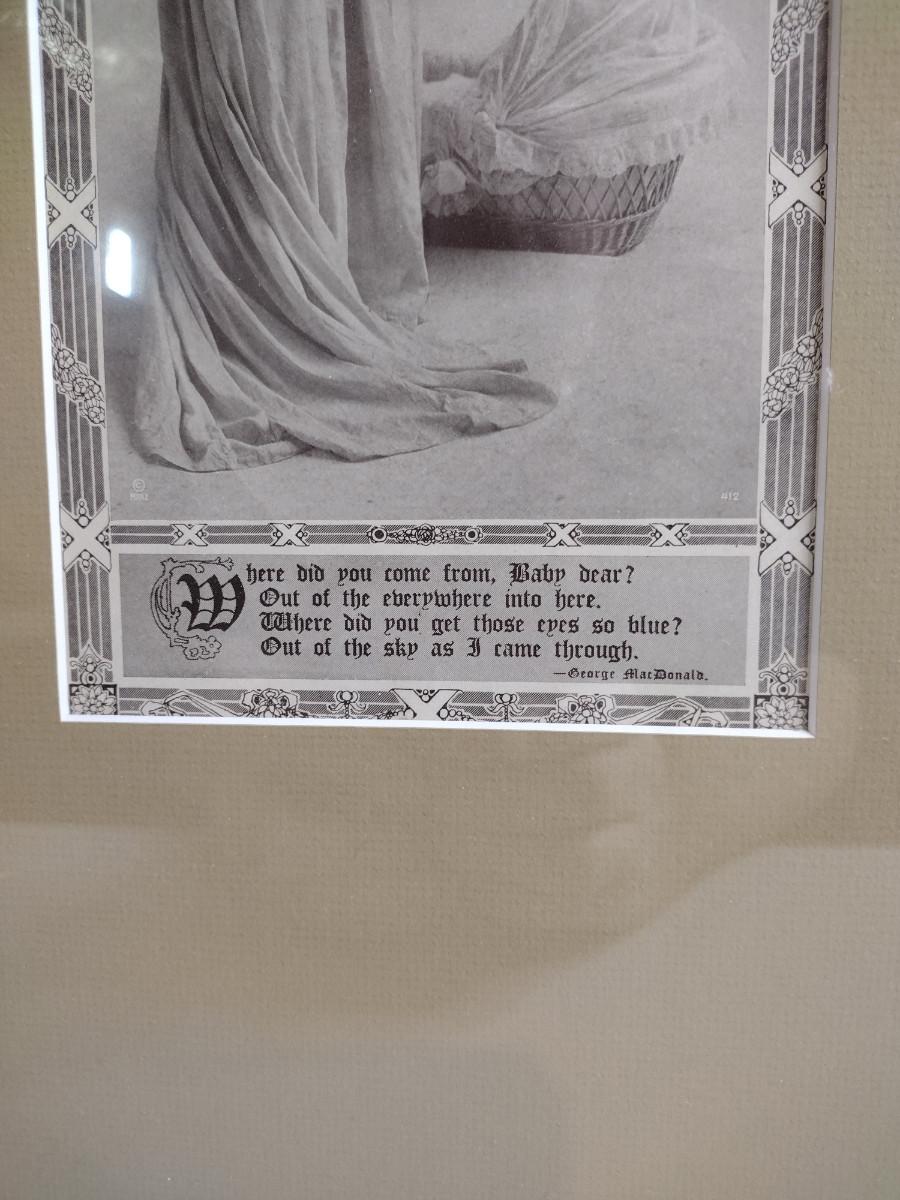 ©
412
Where did you come from, Baby dear?
Out of the everywhere into here.
Where did you get those eyes so blue?
Out of the sky as I came through.
—George MacDonald.